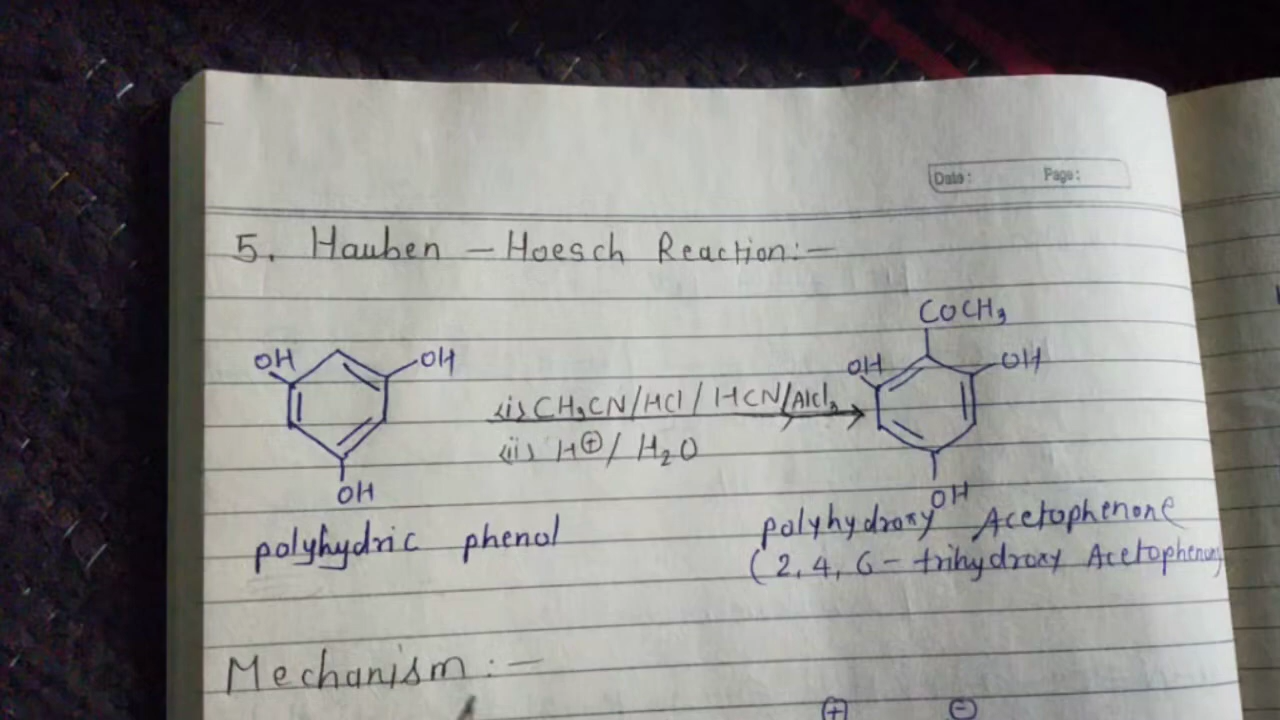 Date: Page:
5. Hauben - Hoesch Reaction:-
COCH3
OH OH OH OH
(i) CH3CN/HCl / HCN/AlCl3
(ii) H⊕/ H2O
OH OH
polyhydric phenol polyhydroxy Acetophenone
(2, 4, 6 - trihydroxy Acetophenone)
Mechanism:-
⊕ ⊖